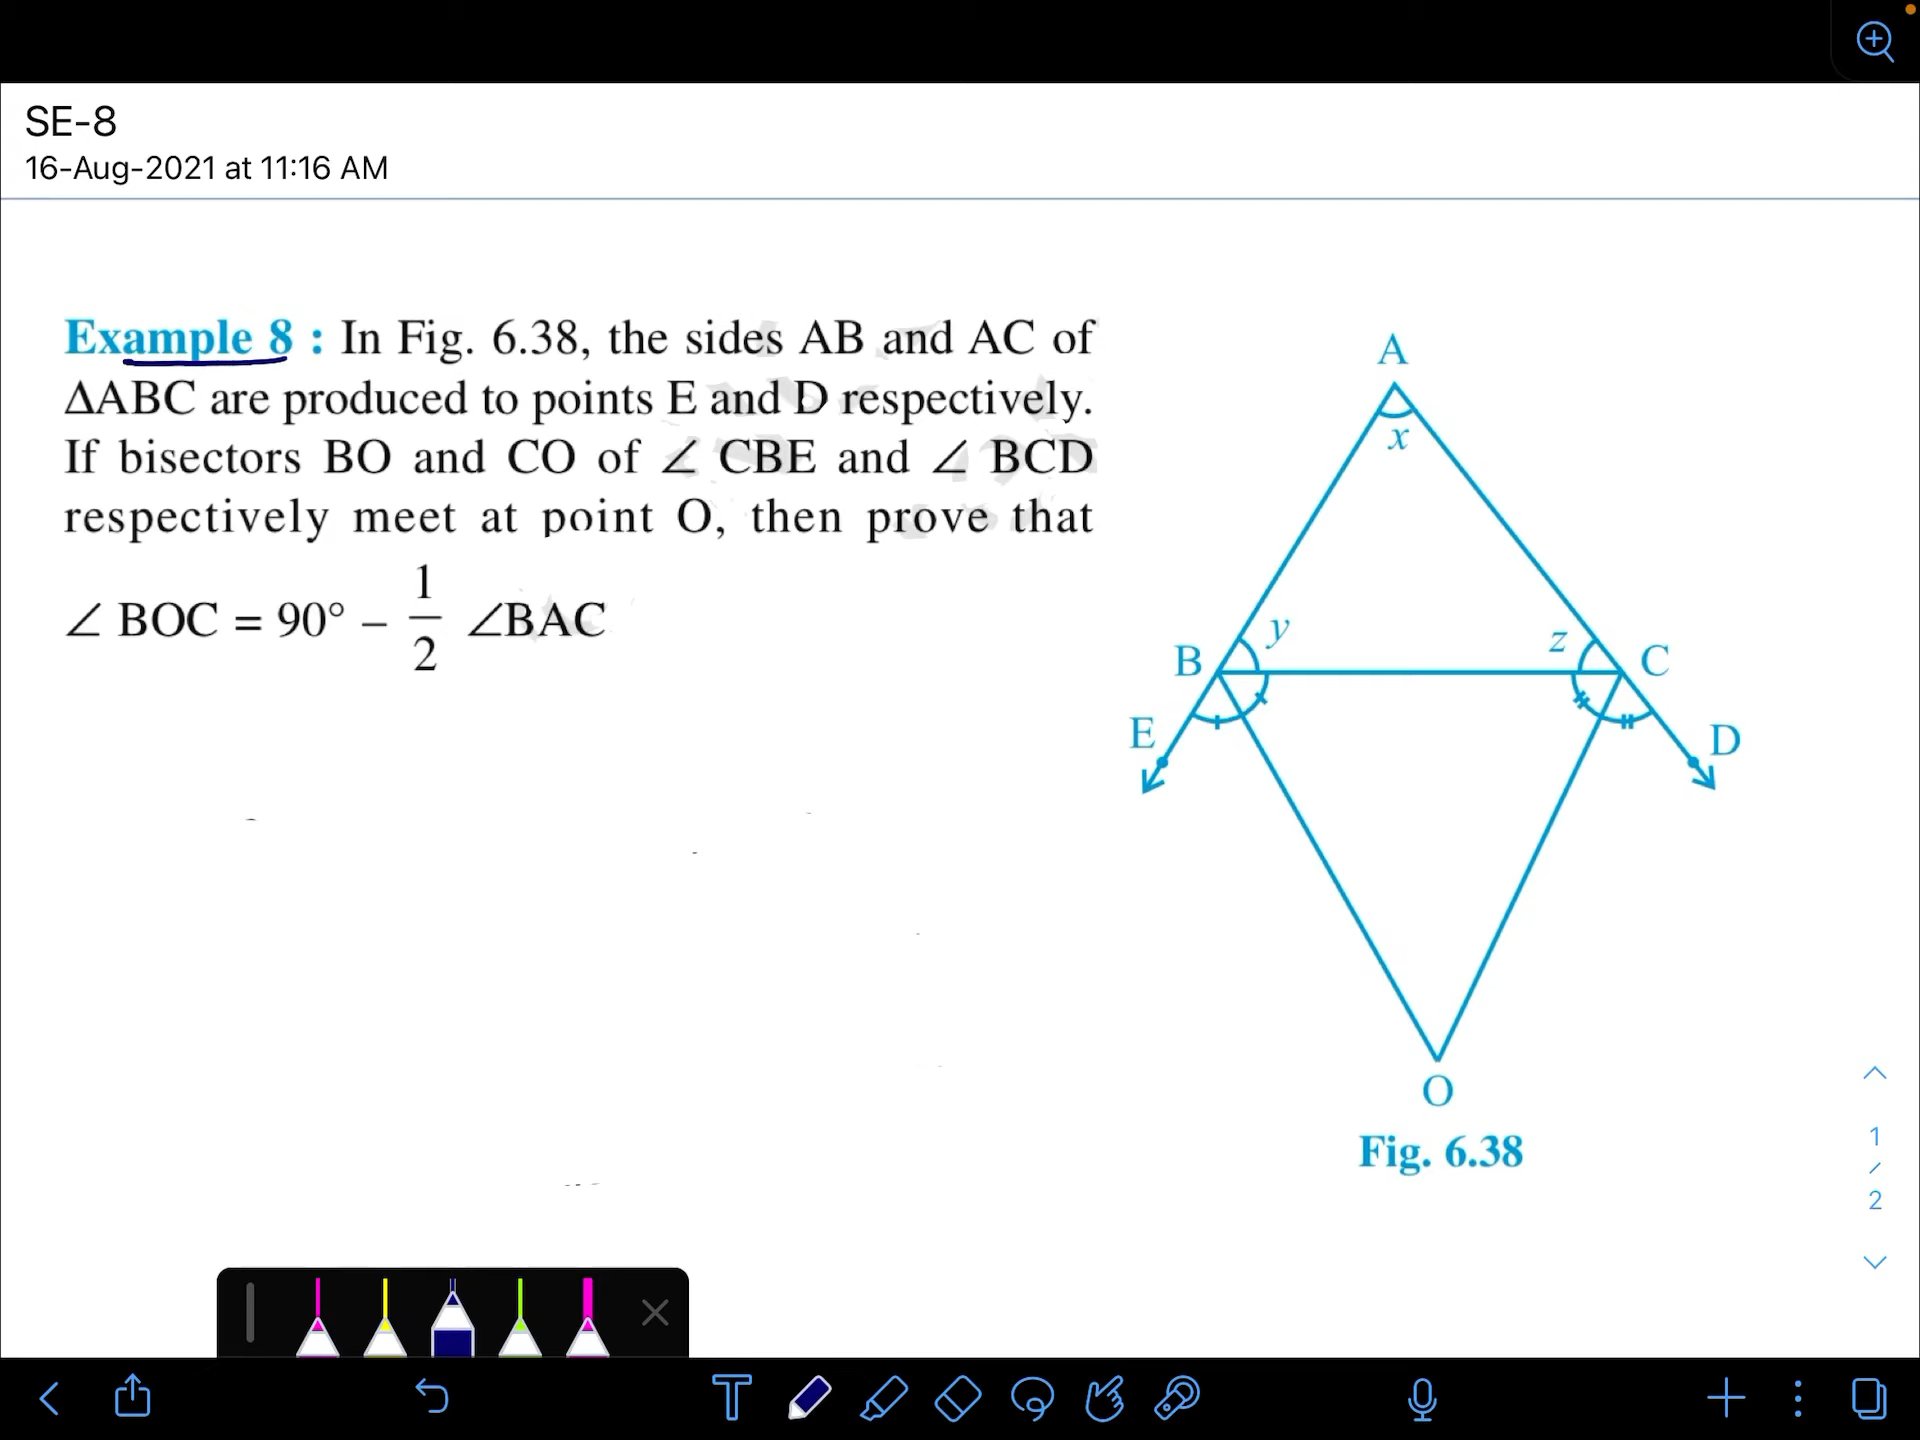 SE-8
16-Aug-2021 at 11:16 AM
Example 8 : In Fig. 6.38, the sides AB and AC of
ΔABC are produced to points E and D respectively.
If bisectors BO and CO of ∠ CBE and ∠ BCD
respectively meet at point O, then prove that
∠ BOC = 90° – 1/2 ∠BAC
A
x
y
z
B
C
E
D
O
Fig. 6.38
1
/
2
T